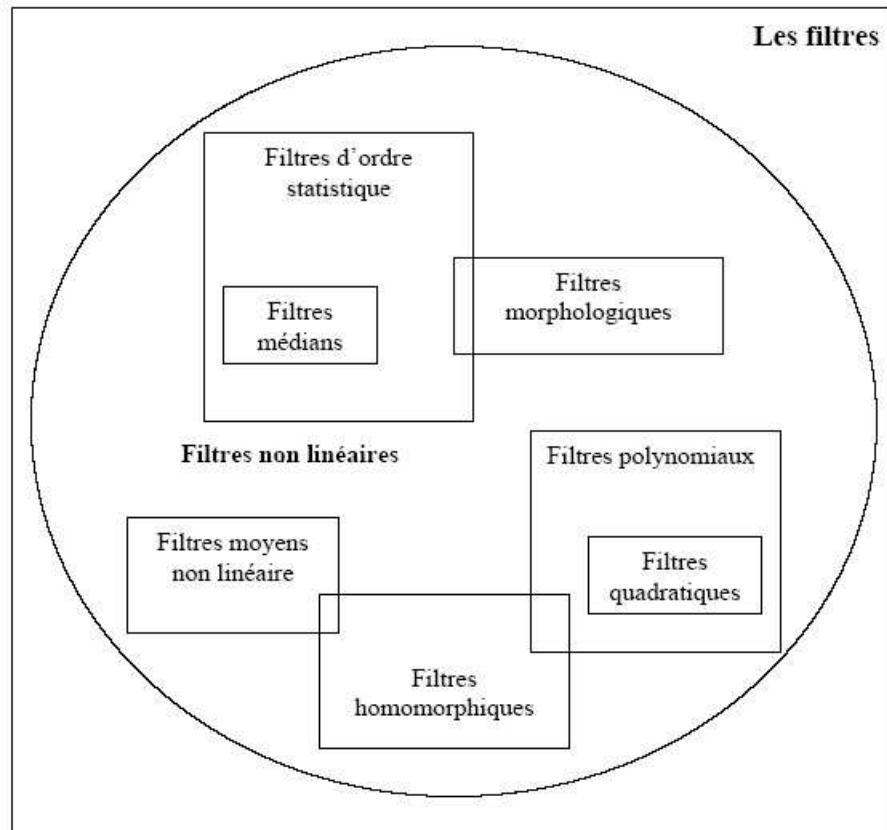 Les filtres
Filtres d'ordre
statistique
Filtres
morphologiques
Filtres
médians
Filtres non linéaires
Filtres polynomiaux
Filtres moyens
non linéaire
Filtres
quadratiques
Filtres
homomorphiques